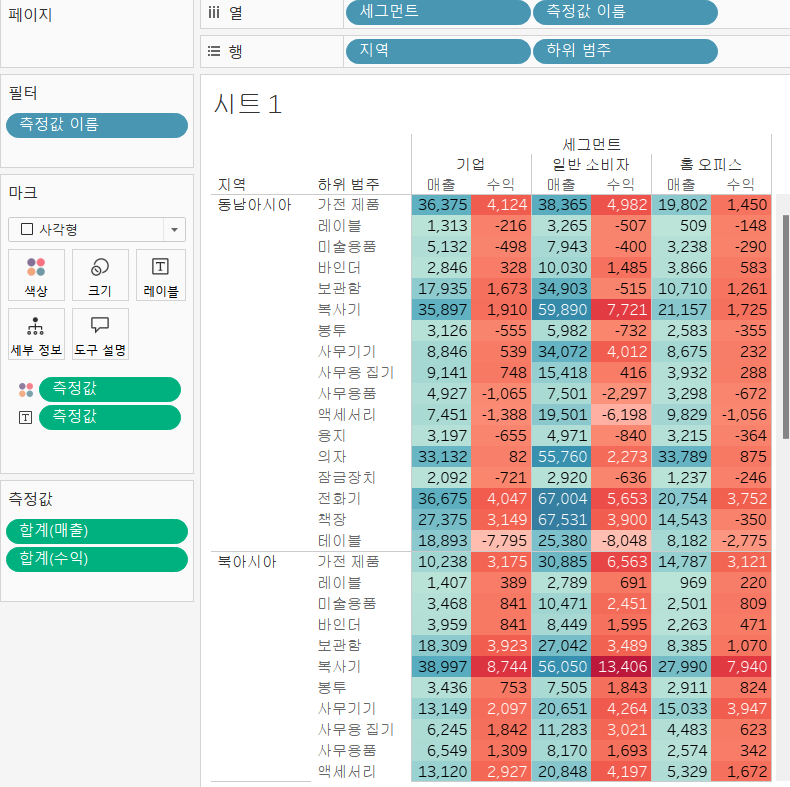 페이지
필터
측정값 이름
마크
사각형
색상 크기 레이블
세부 정보 도구 설명
측정값
측정값
측정값
합계(매출)
합계(수익)
열 세그먼트 측정값 이름
행 지역 하위 범주
시트 1
세그먼트
기업 일반 소비자 홈 오피스
지역 하위 범주 매출 수익 매출 수익 매출 수익
동남아시아 가전 제품 36,375 4,124 38,365 4,982 19,802 1,450
레이블 1,313 -216 3,265 -507 509 -148
미술용품 5,132 -498 7,943 -400 3,238 -290
바인더 2,846 328 10,030 1,485 3,866 583
보관함 17,935 1,673 34,903 -515 10,710 1,261
복사기 35,897 1,910 59,890 7,721 21,157 1,725
봉투 3,126 -555 5,982 -732 2,583 -355
사무기기 8,846 539 34,072 4,012 8,675 232
사무용 집기 9,141 748 15,418 416 3,932 288
사무용품 4,927 -1,065 7,501 -2,297 3,298 -672
액세서리 7,451 -1,388 19,501 -6,198 9,829 -1,056
용지 3,197 -655 4,971 -840 3,215 -364
의자 33,132 82 55,760 2,273 33,789 875
잠금장치 2,092 -721 2,920 -636 1,237 -246
전화기 36,675 4,047 67,004 5,653 20,754 3,752
책장 27,375 3,149 67,531 3,900 14,543 -350
테이블 18,893 -7,795 25,380 -8,048 8,182 -2,775
북아시아 가전 제품 10,238 3,175 30,885 6,563 14,787 3,121
레이블 1,407 389 2,789 691 969 220
미술용품 3,468 841 10,471 2,451 2,501 809
바인더 3,959 841 8,449 1,595 2,263 471
보관함 18,309 3,923 27,042 3,489 8,385 1,070
복사기 38,997 8,744 56,050 13,406 27,990 7,940
봉투 3,436 753 7,505 1,843 2,911 824
사무기기 13,149 2,097 20,651 4,264 15,033 3,947
사무용 집기 6,245 1,842 11,283 3,021 4,483 623
사무용품 6,549 1,309 8,170 1,693 2,574 342
액세서리 13,120 2,927 20,848 4,197 5,329 1,672